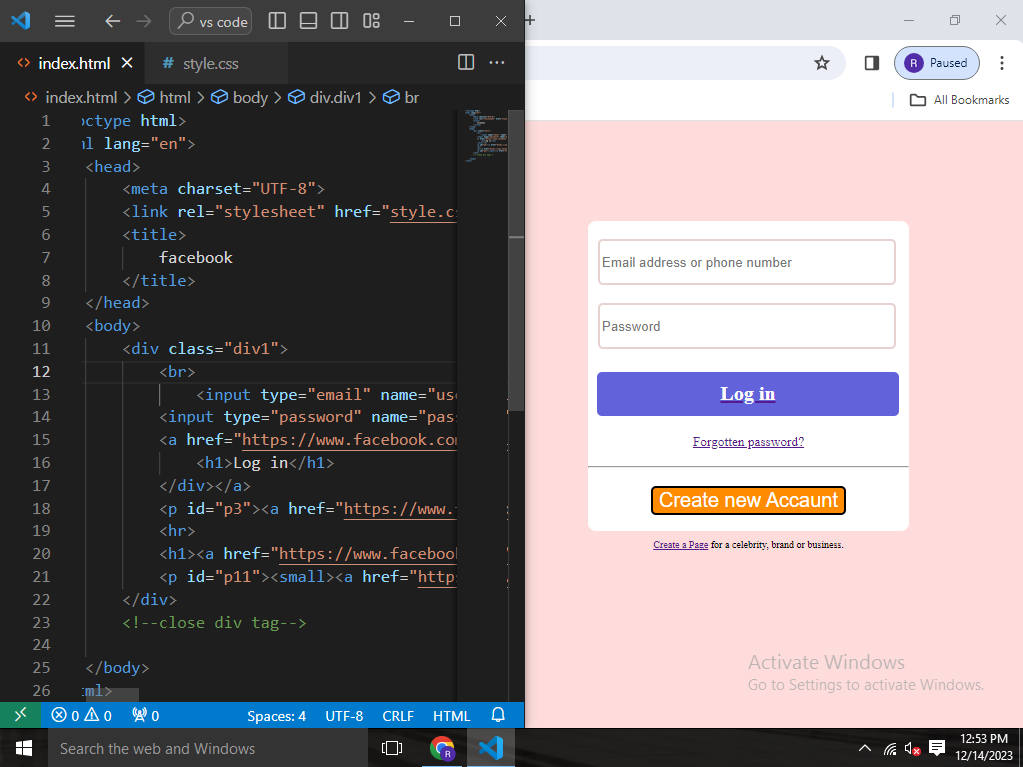 vs code
index.html
# style.css
index.html > html > body > div.div1 > br
1 octype html>
2 ml lang="en">
3 <head>
4 <meta charset="UTF-8">
5 <link rel="stylesheet" href="style.c
6 <title>
7 facebook
8 </title>
9 </head>
10 <body>
11 <div class="div1">
12 <br>
13 <input type="email" name="use
14 <input type="password" name="pas
15 <a href="https://www.facebook.co
16 <h1>Log in</h1>
17 </div></a>
18 <p id="p3"><a href="https://www.
19 <hr>
20 <h1><a href="https://www.faceboo
21 <p id="p11"><small><a href="http
22 </div>
23 <!--close div tag-->
24
25 </body>
26 tml>
0 0 0
Spaces: 4 UTF-8 CRLF HTML
R Paused
All Bookmarks
Email address or phone number
Password
Log in
Forgotten password?
Create new Accaunt
Create a Page for a celebrity, brand or business.
Activate Windows
Go to Settings to activate Windows.
Search the web and Windows
R
12:53 PM
12/14/2023